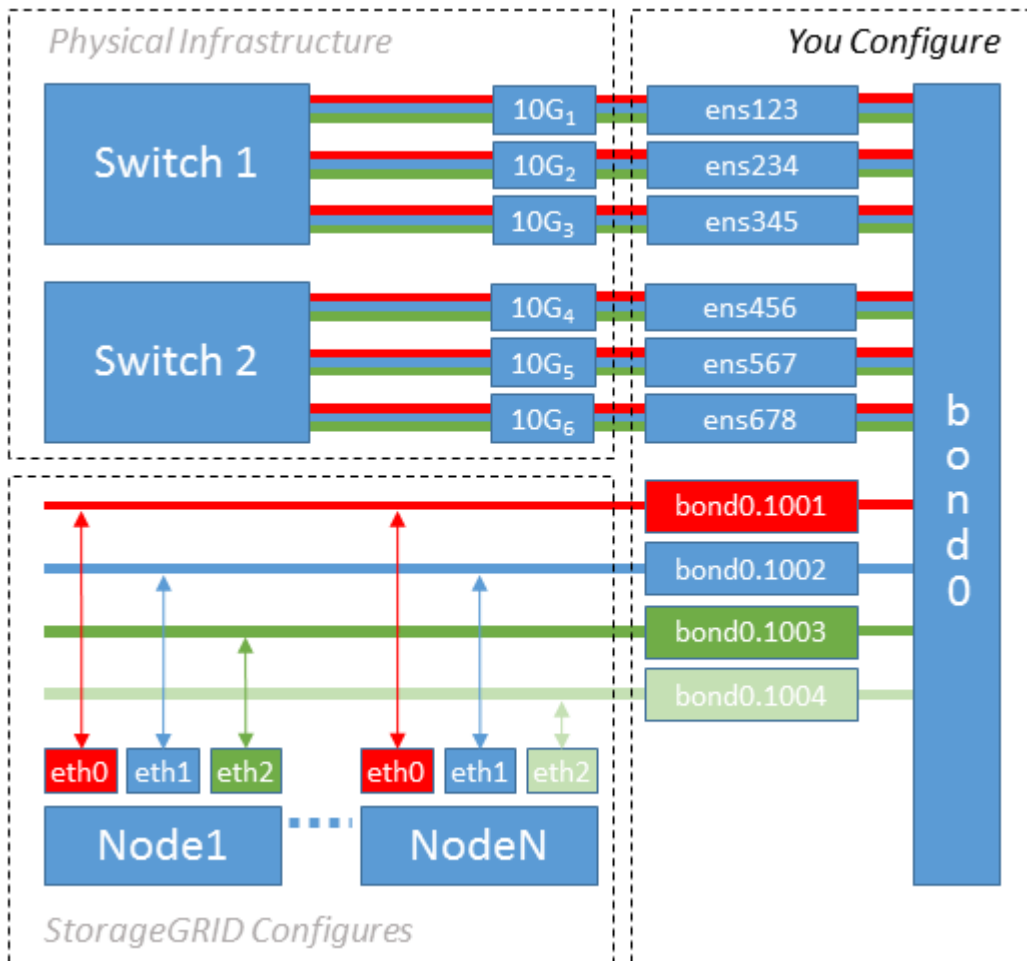 Physical Infrastructure
You Configure
Switch 1
10G₁
ens123
10G₂
ens234
10G₃
ens345
Switch 2
10G₄
ens456
10G₅
ens567
10G₆
ens678
bond0
bond0.1001
bond0.1002
bond0.1003
bond0.1004
eth0 eth1 eth2 eth0 eth1 eth2
Node1 NodeN
StorageGRID Configures